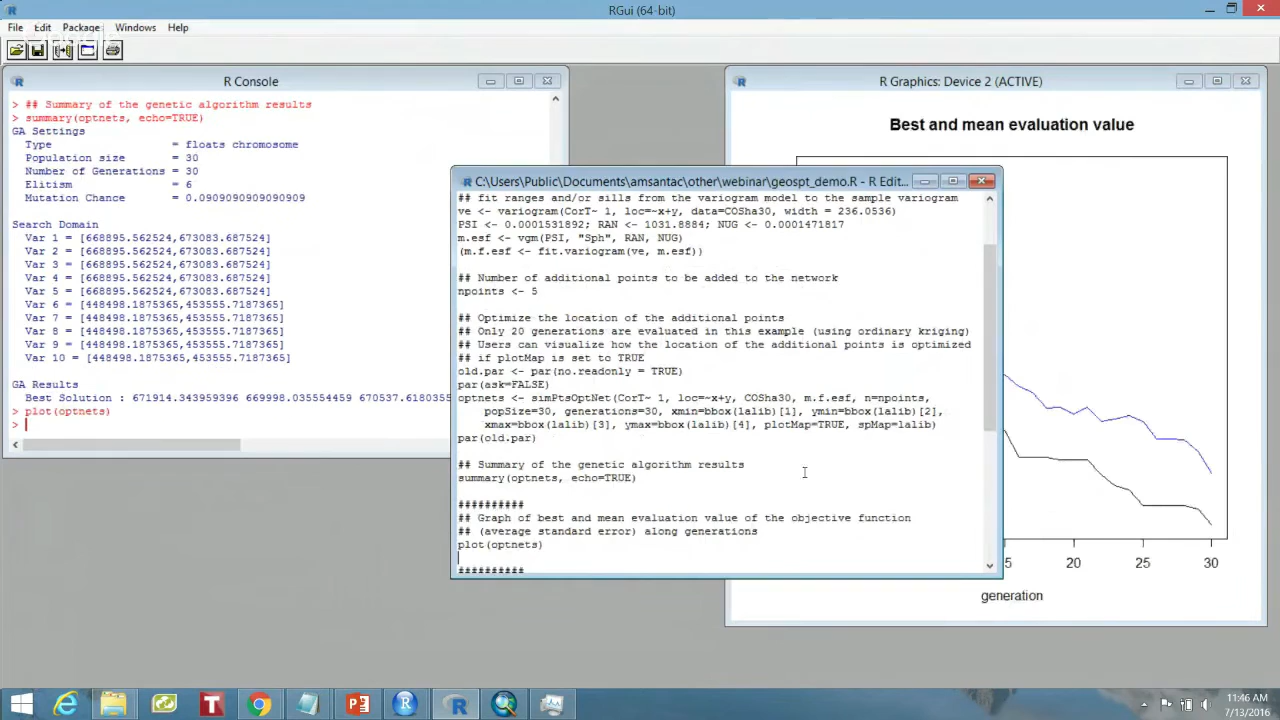 RGui (64-bit)
File Edit Package Windows Help
R Console
> ## Summary of the genetic algorithm results
> summary(optnets, echo=TRUE)
GA Settings
Type = floats chromosome
Population size = 30
Number of Generations = 30
Elitism = 6
Mutation Chance = 0.0909090909090909
Search Domain
Var 1 = [668895.562524,673083.687524]
Var 2 = [668895.562524,673083.687524]
Var 3 = [668895.562524,673083.687524]
Var 4 = [668895.562524,673083.687524]
Var 5 = [668895.562524,673083.687524]
Var 6 = [448498.1875365,453555.7187365]
Var 7 = [448498.1875365,453555.7187365]
Var 8 = [448498.1875365,453555.7187365]
Var 9 = [448498.1875365,453555.7187365]
Var 10 = [448498.1875365,453555.7187365]
GA Results
Best Solution : 671914.343959396 669998.035554459 670537.6180355
> plot(optnets)
>
C:\Users\Public\Documents\amsantac\other\webinar\geospt_demo.R - R Edit...
## fit ranges and/or sills from the variogram model to the sample variogram
ve <- variogram(CorT~ 1, loc=~x+y, data=COSha30, width = 236.0536)
PSI <- 0.0001531892; RAN <- 1031.8884; NUG <- 0.0001471817
m.esf <- vgm(PSI, "Sph", RAN, NUG)
(m.f.esf <- fit.variogram(ve, m.esf))
## Number of additional points to be added to the network
npoints <- 5
## Optimize the location of the additional points
## Only 20 generations are evaluated in this example (using ordinary kriging)
## Users can visualize how the location of the additional points is optimized
## if plotMap is set to TRUE
old.par <- par(no.readonly = TRUE)
par(ask=FALSE)
optnets <- simPtsOptNet(CorT~ 1, loc=~x+y, COSha30, m.f.esf, n=npoints,
popSize=30, generations=30, xmin=bbox(lalib)[1], ymin=bbox(lalib)[2],
xmax=bbox(lalib)[3], ymax=bbox(lalib)[4], plotMap=TRUE, spMap=lalib)
par(old.par)
## Summary of the genetic algorithm results
summary(optnets, echo=TRUE)
##########
## Graph of best and mean evaluation value of the objective function
## (average standard error) along generations
plot(optnets)
##########
R Graphics: Device 2 (ACTIVE)
Best and mean evaluation value
5 20 25 30
generation
11:46 AM
7/13/2016